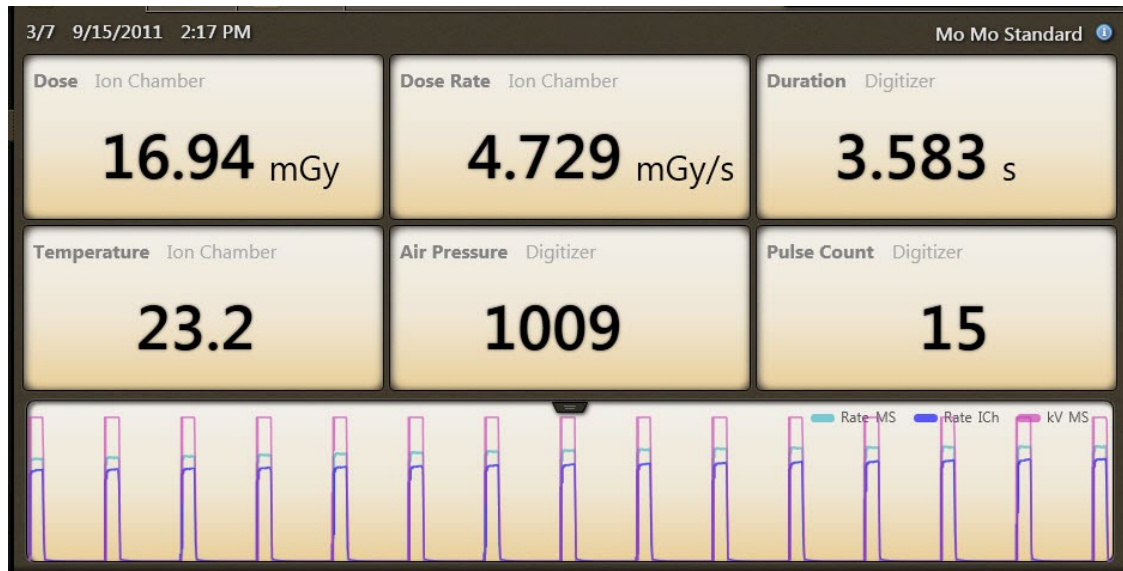 3/7 9/15/2011 2:17 PM Mo Mo Standard
Dose Ion Chamber
16.94 mGy
Dose Rate Ion Chamber
4.729 mGy/s
Duration Digitizer
3.583 s
Temperature Ion Chamber
23.2
Air Pressure Digitizer
1009
Pulse Count Digitizer
15
Rate MS Rate ICh kV MS